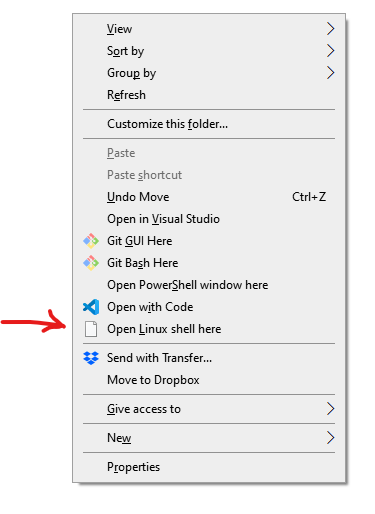 View
Sort by
Group by
Refresh
Customize this folder...
Paste
Paste shortcut
Undo Move Ctrl+Z
Open in Visual Studio
Git GUI Here
Git Bash Here
Open PowerShell window here
Open with Code
Open Linux shell here
Send with Transfer...
Move to Dropbox
Give access to
New
Properties